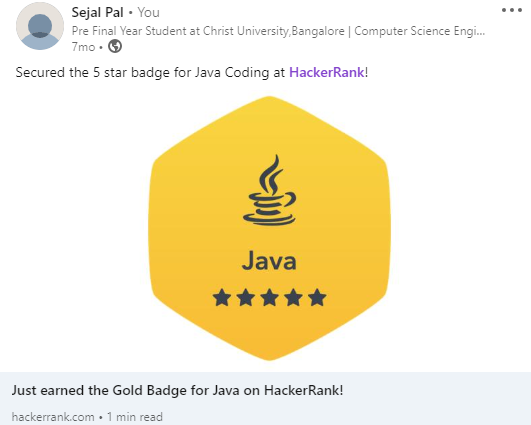 Sejal Pal • You
Pre Final Year Student at Christ University,Bangalore | Computer Science Engi...
7mo •
Secured the 5 star badge for Java Coding at HackerRank!
Java
Just earned the Gold Badge for Java on HackerRank!
hackerrank.com • 1 min read